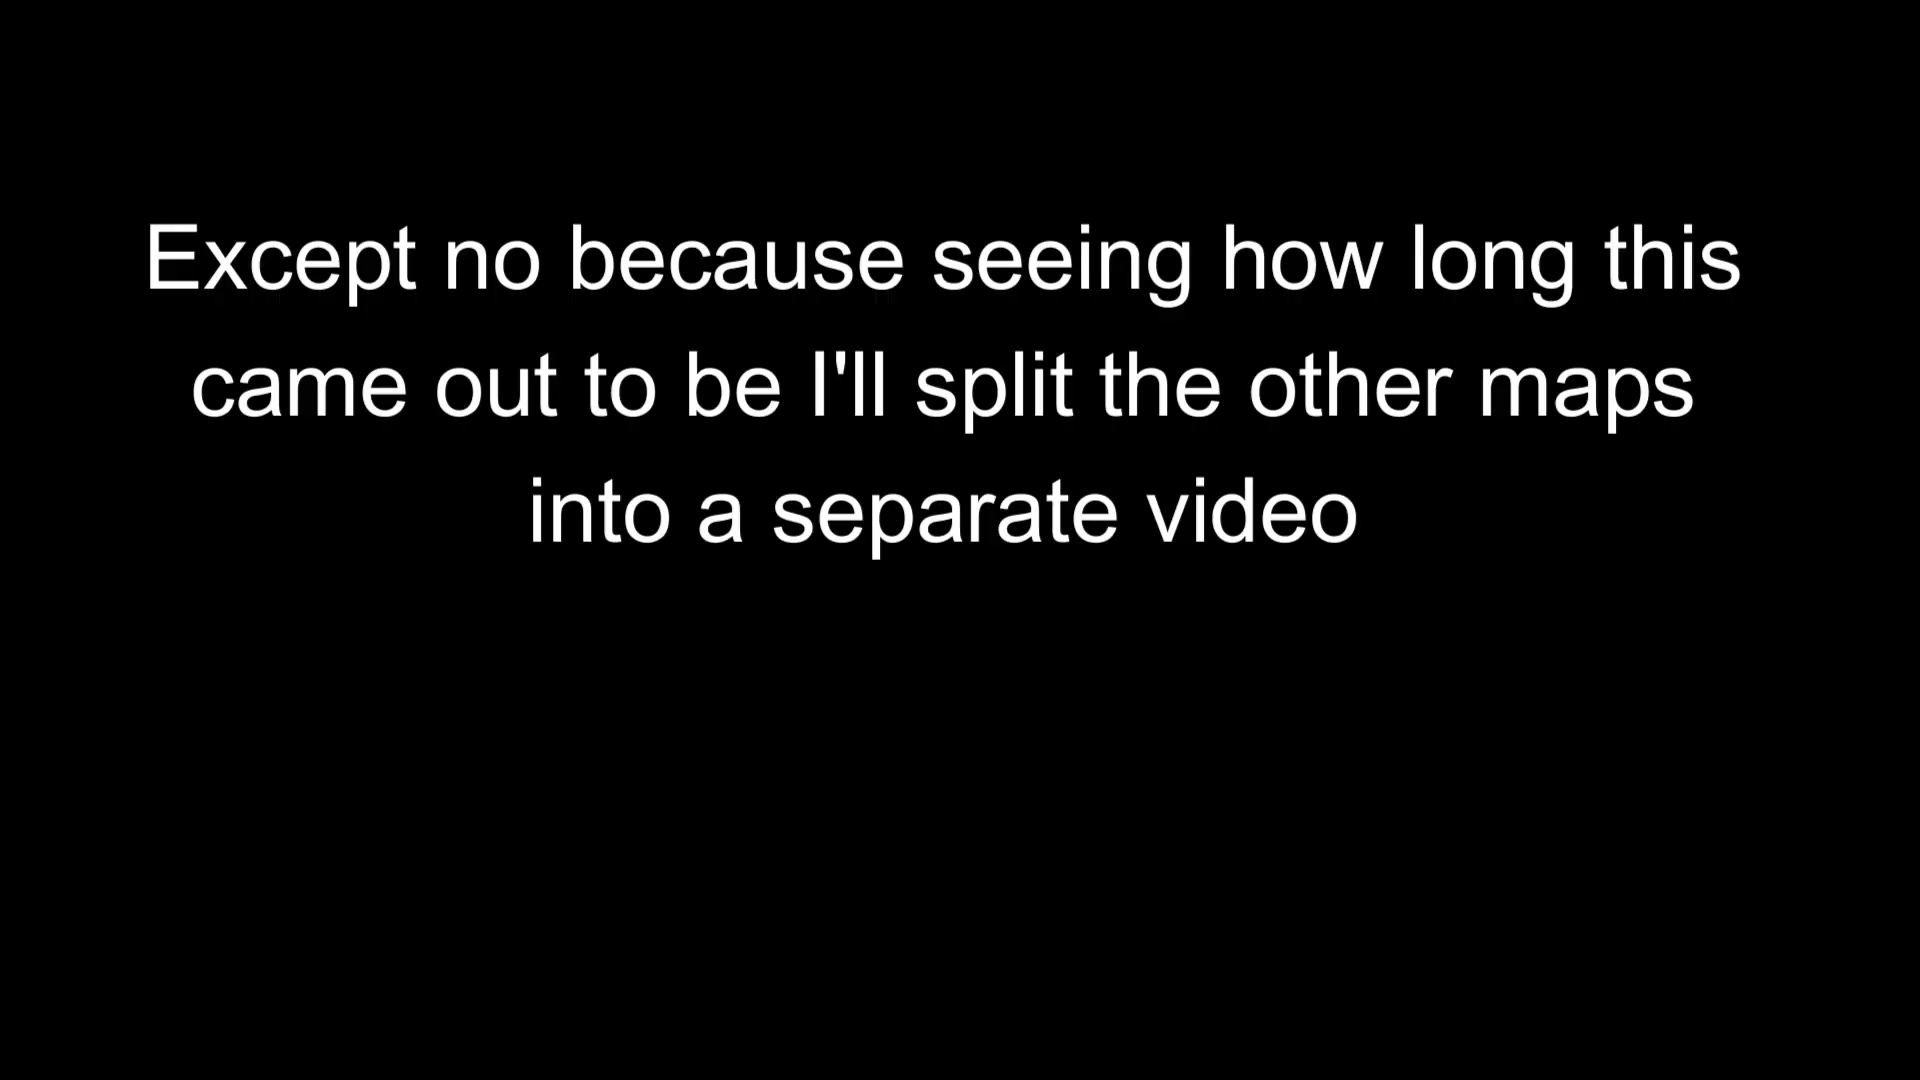 Except no because seeing how long this
came out to be I'll split the other maps
into a separate video